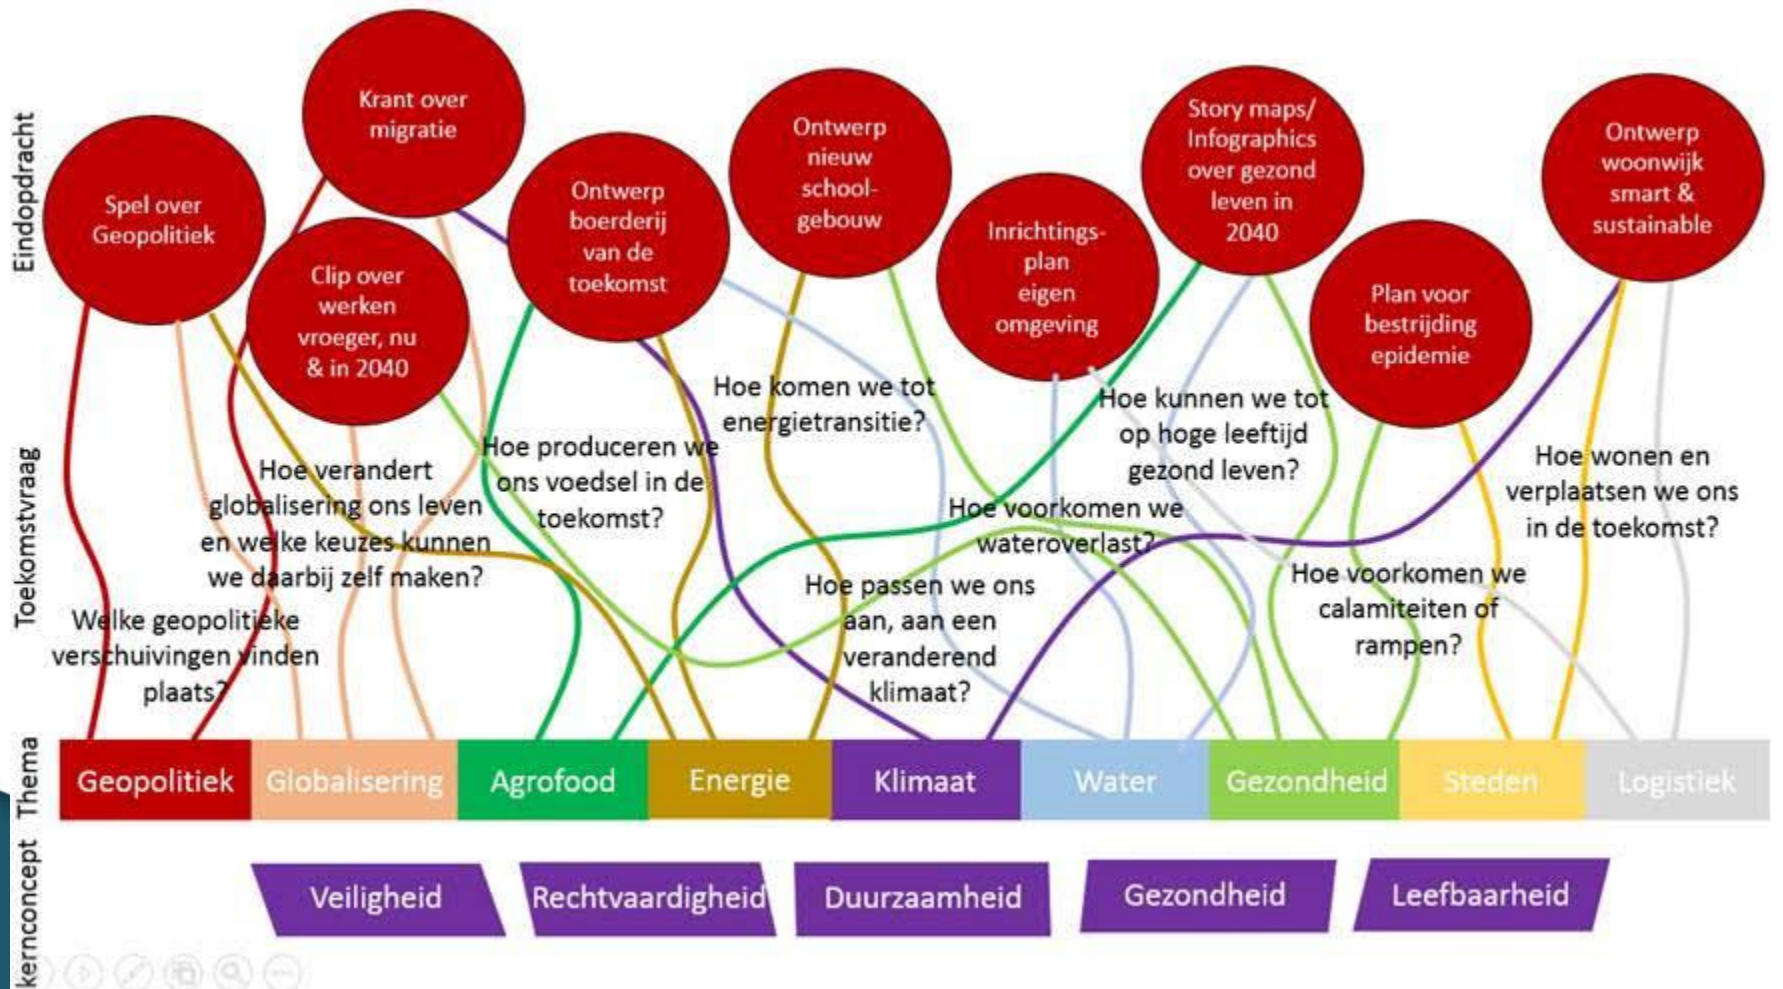 Eindopdracht
Spel over
Geopolitiek
Krant over
migratie
Clip over
werken
vroeger, nu
& in 2040
Ontwerp
boerderij
van de
toekomst
Ontwerp
nieuw
school-
gebouw
Inrichtings-
plan
eigen
omgeving
Story maps/
Infographics
over gezond
leven in
2040
Plan voor
bestrijding
epidemie
Ontwerp
woonwijk
smart &
sustainable
Toekomstvraag
Welke geopolitieke
verschuivingen vinden
plaats?
Hoe verandert
globalisering ons leven
en welke keuzes kunnen
we daarbij zelf maken?
Hoe produceren we
ons voedsel in de
toekomst?
Hoe komen we tot
energietransitie?
Hoe passen we ons
aan, aan een
veranderend
klimaat?
Hoe voorkomen we
wateroverlast?
Hoe kunnen we tot
op hoge leeftijd
gezond leven?
Hoe voorkomen we
calamiteiten of
rampen?
Hoe wonen en
verplaatsen we ons
in de toekomst?
Thema
Geopolitiek
Globalisering
Agrofood
Energie
Klimaat
Water
Gezondheid
Steden
Logistiek
kernconcept
Veiligheid
Rechtvaardigheid
Duurzaamheid
Gezondheid
Leefbaarheid